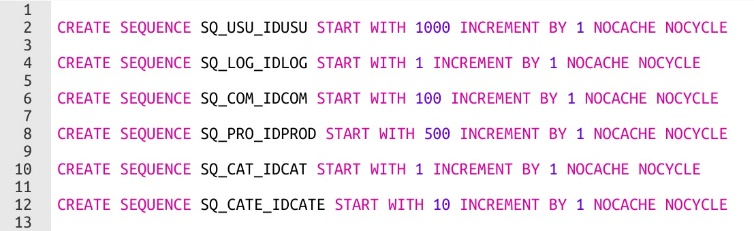 1
2 CREATE SEQUENCE SQ_USU_IDUSU START WITH 1000 INCREMENT BY 1 NOCACHE NOCYCLE
3
4 CREATE SEQUENCE SQ_LOG_IDLOG START WITH 1 INCREMENT BY 1 NOCACHE NOCYCLE
5
6 CREATE SEQUENCE SQ_COM_IDCOM START WITH 100 INCREMENT BY 1 NOCACHE NOCYCLE
7
8 CREATE SEQUENCE SQ_PRO_IDPROD START WITH 500 INCREMENT BY 1 NOCACHE NOCYCLE
9
10 CREATE SEQUENCE SQ_CAT_IDCAT START WITH 1 INCREMENT BY 1 NOCACHE NOCYCLE
11
12 CREATE SEQUENCE SQ_CATE_IDCATE START WITH 10 INCREMENT BY 1 NOCACHE NOCYCLE
13